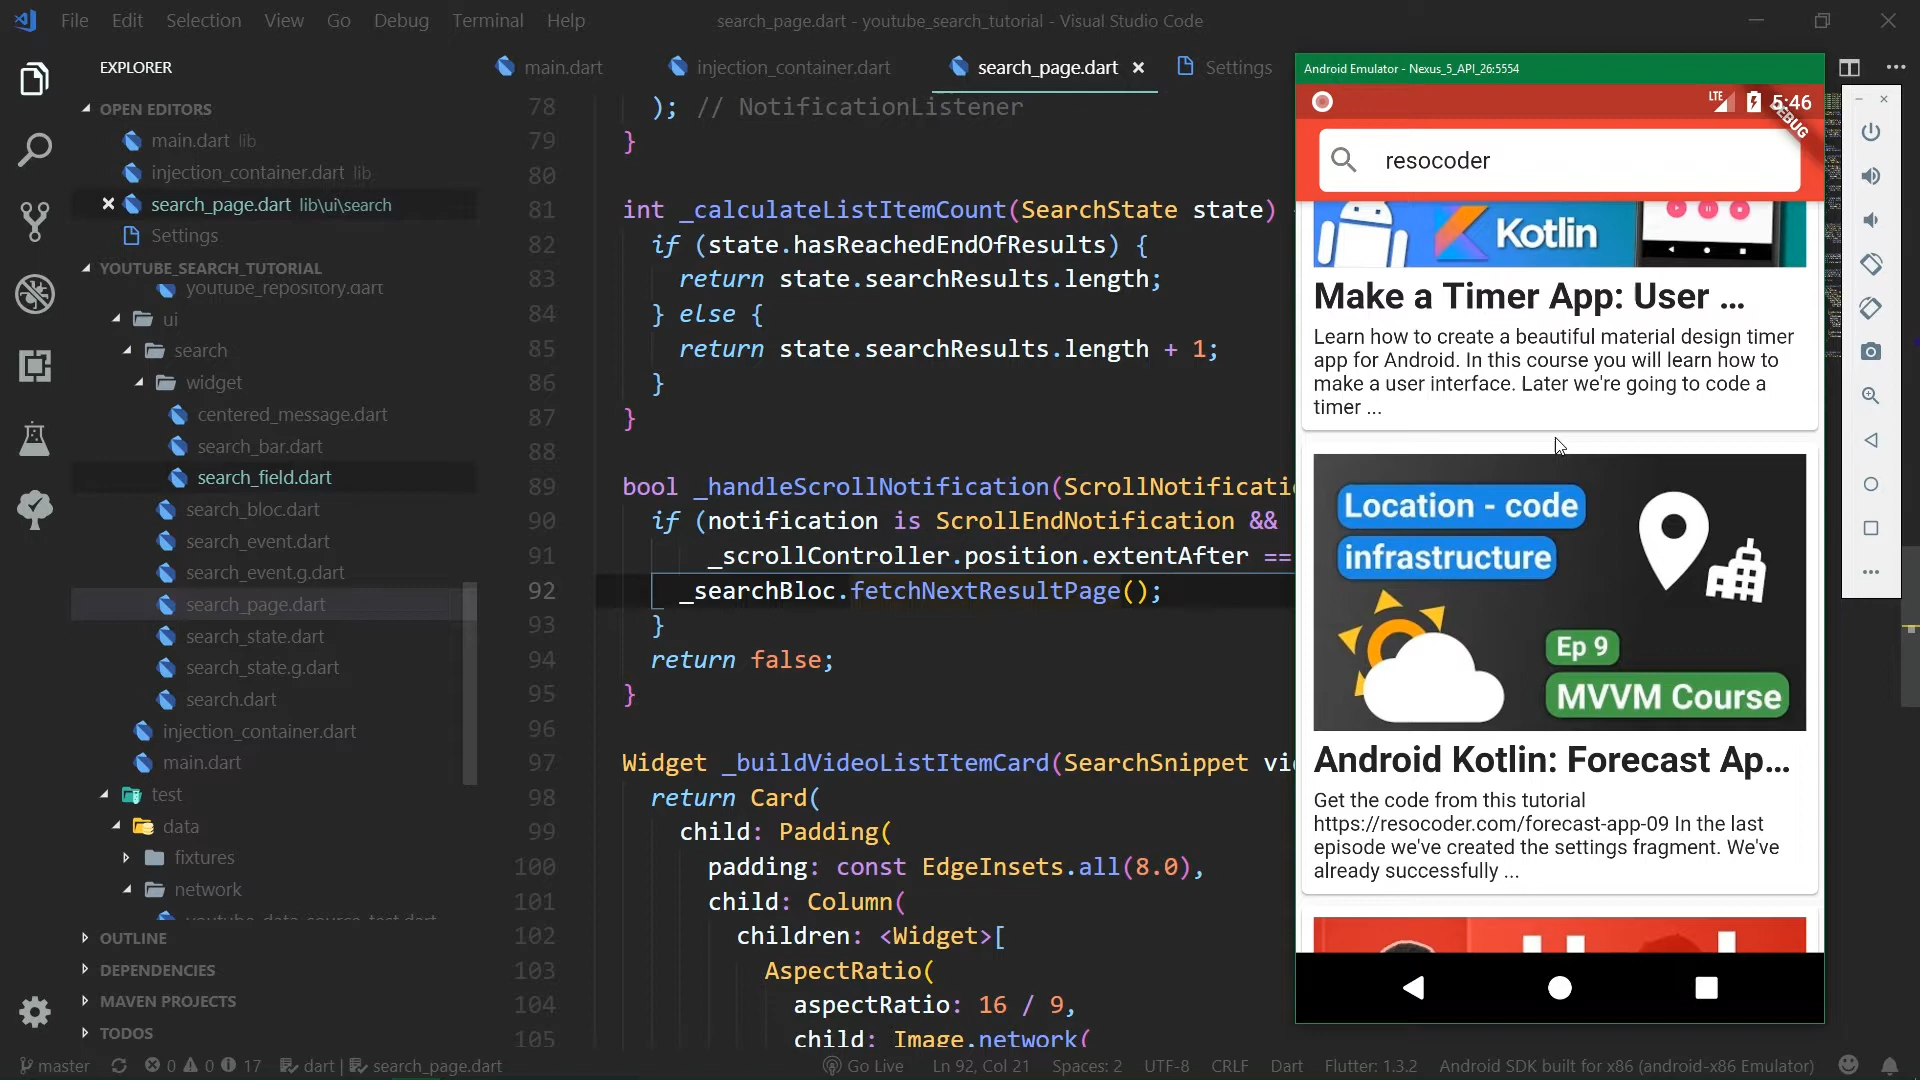 File Edit Selection View Go Debug Terminal Help
search_page.dart - youtube_search_tutorial - Visual Studio Code
EXPLORER
OPEN EDITORS
main.dart lib
injection_container.dart lib
search_page.dart lib\ui\search
Settings
YOUTUBE_SEARCH_TUTORIAL
youtube_repository.dart
ui
search
widget
centered_message.dart
search_bar.dart
search_field.dart
search_bloc.dart
search_event.dart
search_event.g.dart
search_page.dart
search_state.dart
search_state.g.dart
search.dart
injection_container.dart
main.dart
test
data
fixtures
network
youtube_data_source_test.dart
OUTLINE
DEPENDENCIES
MAVEN PROJECTS
TODOS
main.dart injection_container.dart search_page.dart Settings
78 ); // NotificationListener
79 }
80
81 int _calculateListItemCount(SearchState state)
82 if (state.hasReachedEndOfResults) {
83 return state.searchResults.length;
84 } else {
85 return state.searchResults.length + 1;
86 }
87 }
88
89 bool _handleScrollNotification(ScrollNotificatio
90 if (notification is ScrollEndNotification &&
91 _scrollController.position.extentAfter ==
92 _searchBloc.fetchNextResultPage();
93 }
94 return false;
95 }
96
97 Widget _buildVideoListItemCard(SearchSnippet vi
98 return Card(
99 child: Padding(
100 padding: const EdgeInsets.all(8.0),
101 child: Column(
102 children: <Widget>[
103 AspectRatio(
104 aspectRatio: 16 / 9,
105 child: Image.network(
Android Emulator - Nexus_5_API_26:5554
LTE 5:46
DEBUG
resocoder
Kotlin
Make a Timer App: User ...
Learn how to create a beautiful material design timer
app for Android. In this course you will learn how to
make a user interface. Later we're going to code a
timer ...
Location - code
infrastructure
Ep 9
MVVM Course
Android Kotlin: Forecast Ap...
Get the code from this tutorial
https://resocoder.com/forecast-app-09 In the last
episode we've created the settings fragment. We've
already successfully ...
master 0 0 17 dart | search_page.dart Go Live Ln 92, Col 21 Spaces: 2 UTF-8 CRLF Dart Flutter: 1.3.2 Android SDK built for x86 (android-x86 Emulator)